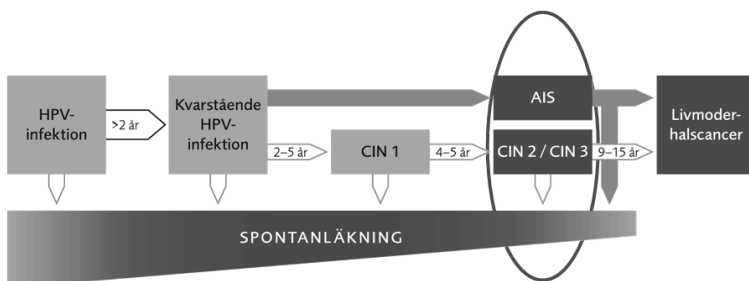 HPV-
infektion
>2 år
Kvarstående
HPV-
infektion
2–5 år
CIN 1
4–5 år
AIS
CIN 2 / CIN 3
9–15 år
Livmoder-
halscancer
SPONTANLÄKNING